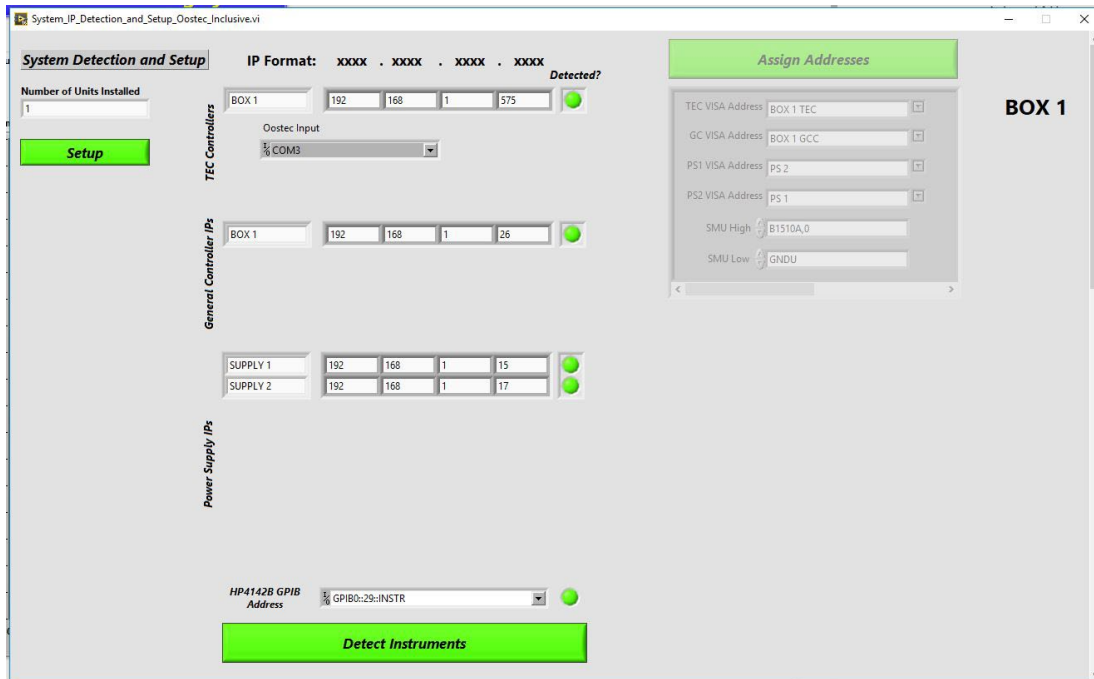 System_IP_Detection_and_Setup_Oostec_Inclusive.vi
System Detection and Setup
IP Format: xxxx . xxxx . xxxx . xxxx
Detected?
Number of Units Installed
1
Setup
TEC Controllers
BOX 1 192 168 1 575
Oostec Input
COM3
General Controller IPs
BOX 1 192 168 1 26
Power Supply IPs
SUPPLY 1 192 168 1 15
SUPPLY 2 192 168 1 17
HP4142B GPIB
Address
GPIB0::29::INSTR
Detect Instruments
Assign Addresses
TEC VISA Address BOX 1 TEC
GC VISA Address BOX 1 GCC
PS1 VISA Address PS 2
PS2 VISA Address PS 1
SMU High B1510A,0
SMU Low GNDU
BOX 1